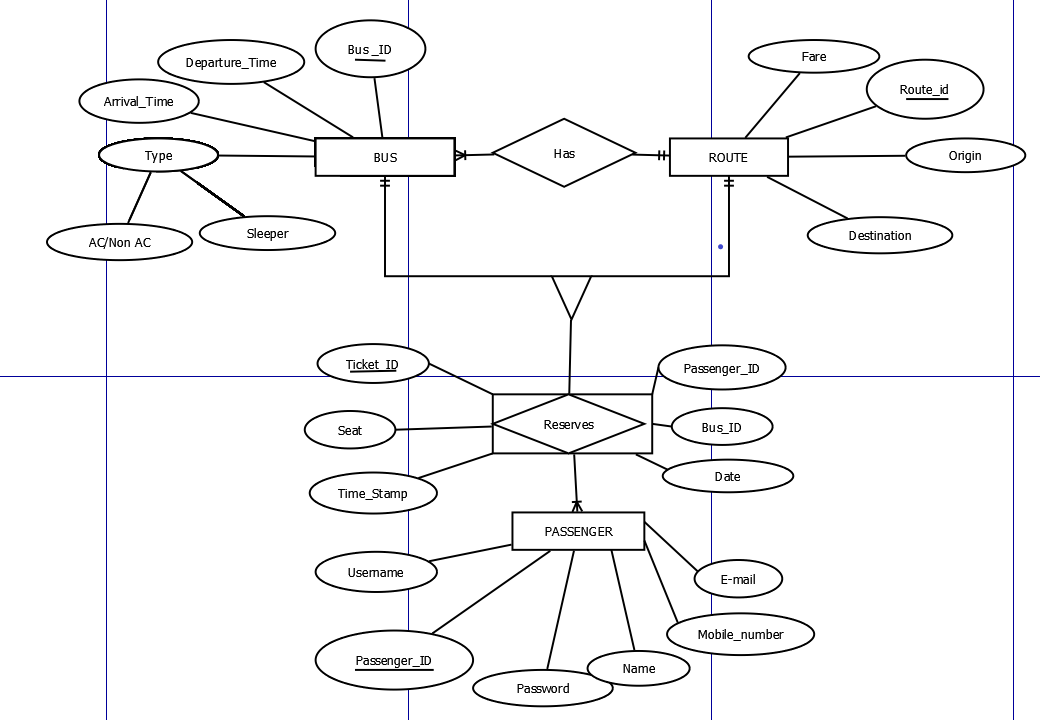 Bus_ID
Departure_Time
Fare
Route_id
Arrival_Time
Type
BUS
Has
ROUTE
Origin
AC/Non AC
Sleeper
Destination
Ticket_ID
Passenger_ID
Seat
Reserves
Bus_ID
Time_Stamp
Date
PASSENGER
Username
E-mail
Mobile_number
Passenger_ID
Name
Password